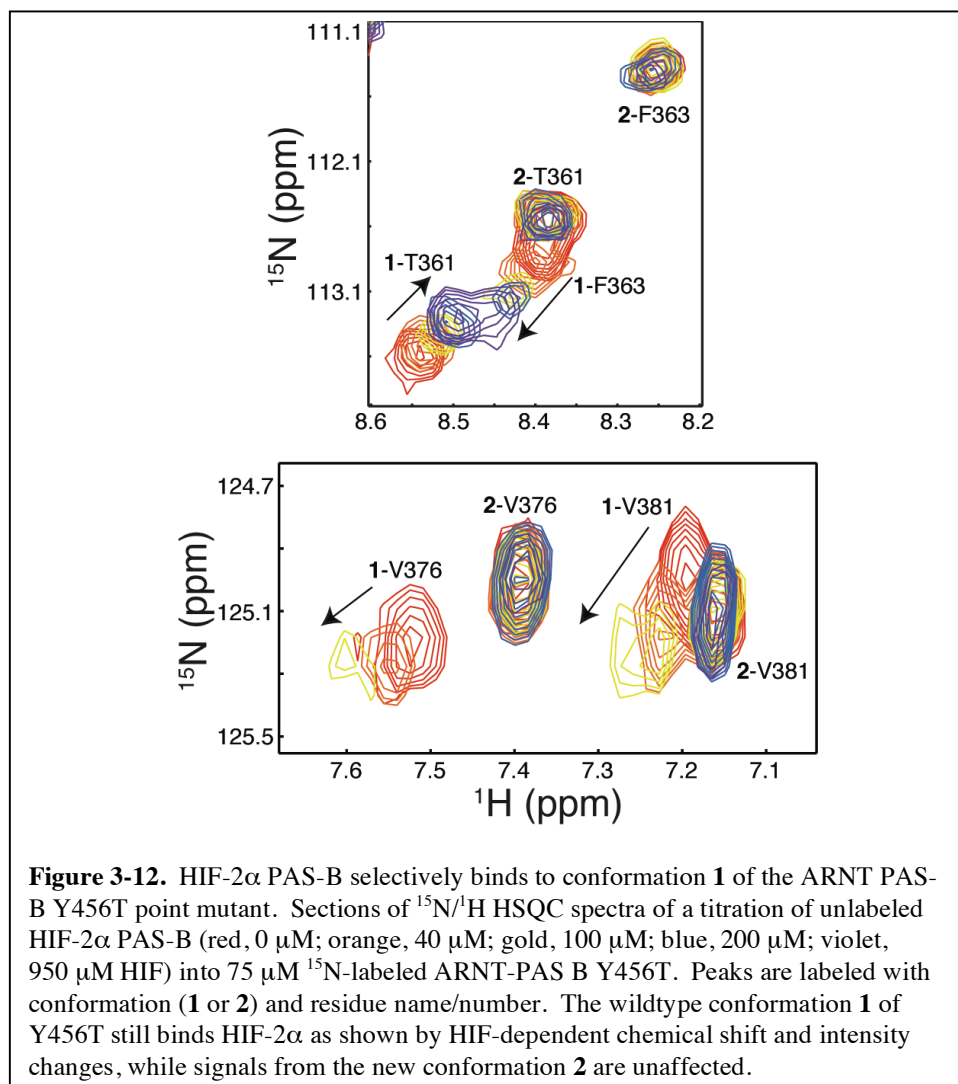 111.1
2-F363
112.1
2-T361
15N (ppm)
1-T361
1-F363
113.1
8.6 8.5 8.4 8.3 8.2
124.7
2-V376
1-V381
1-V376
125.1
15N (ppm)
2-V381
125.5
7.6 7.5 7.4 7.3 7.2 7.1
1H (ppm)
Figure 3-12. HIF-2α PAS-B selectively binds to conformation 1 of the ARNT PAS-
B Y456T point mutant. Sections of 15N/1H HSQC spectra of a titration of unlabeled
HIF-2α PAS-B (red, 0 μM; orange, 40 μM; gold, 100 μM; blue, 200 μM; violet,
950 μM HIF) into 75 μM 15N-labeled ARNT-PAS B Y456T. Peaks are labeled with
conformation (1 or 2) and residue name/number. The wildtype conformation 1 of
Y456T still binds HIF-2α as shown by HIF-dependent chemical shift and intensity
changes, while signals from the new conformation 2 are unaffected.